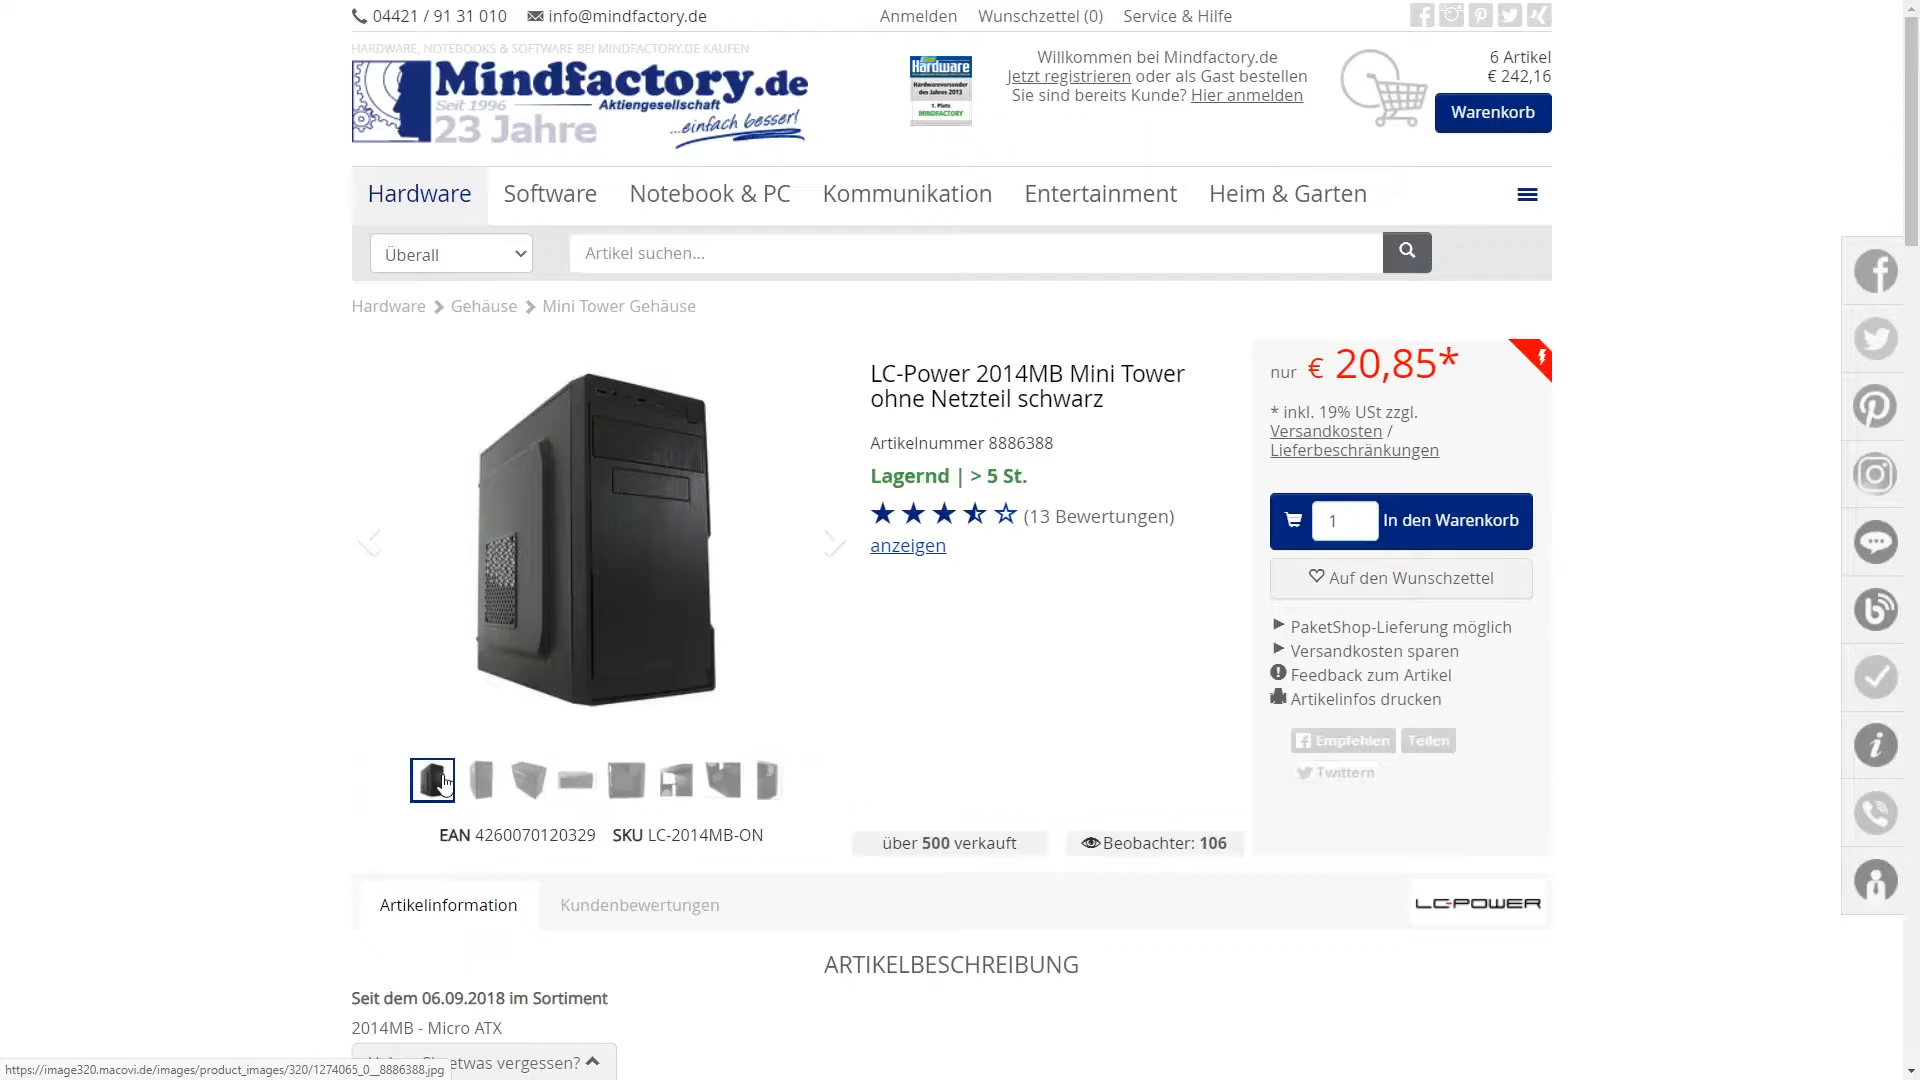 04421 / 91 31 010 info@mindfactory.de Anmelden Wunschzettel (0) Service & Hilfe
HARDWARE, NOTEBOOKS & SOFTWARE BEI MINDFACTORY.DE KAUFEN
Mindfactory.de
Seit 1996 Aktiengesellschaft
23 Jahre ...einfach besser!
Hardware
Hardwareversender
des Jahres 2013
1. Platz
MINDFACTORY
Willkommen bei Mindfactory.de
Jetzt registrieren oder als Gast bestellen
Sie sind bereits Kunde? Hier anmelden
6 Artikel
€ 242,16
Warenkorb
Hardware Software Notebook & PC Kommunikation Entertainment Heim & Garten
Überall Artikel suchen...
Hardware Gehäuse Mini Tower Gehäuse
LC-Power 2014MB Mini Tower
ohne Netzteil schwarz
Artikelnummer 8886388
Lagernd | > 5 St.
(13 Bewertungen)
anzeigen
nur € 20,85*
* inkl. 19% USt zzgl.
Versandkosten /
Lieferbeschränkungen
1 In den Warenkorb
Auf den Wunschzettel
PaketShop-Lieferung möglich
Versandkosten sparen
Feedback zum Artikel
Artikelinfos drucken
Empfehlen Teilen
Twittern
EAN 4260070120329 SKU LC-2014MB-ON
über 500 verkauft Beobachter: 106
Artikelinformation Kundenbewertungen LC-POWER
ARTIKELBESCHREIBUNG
Seit dem 06.09.2018 im Sortiment
2014MB - Micro ATX
etwas vergessen?
https://image320.macovi.de/images/product_images/320/1274065_0__8886388.jpg